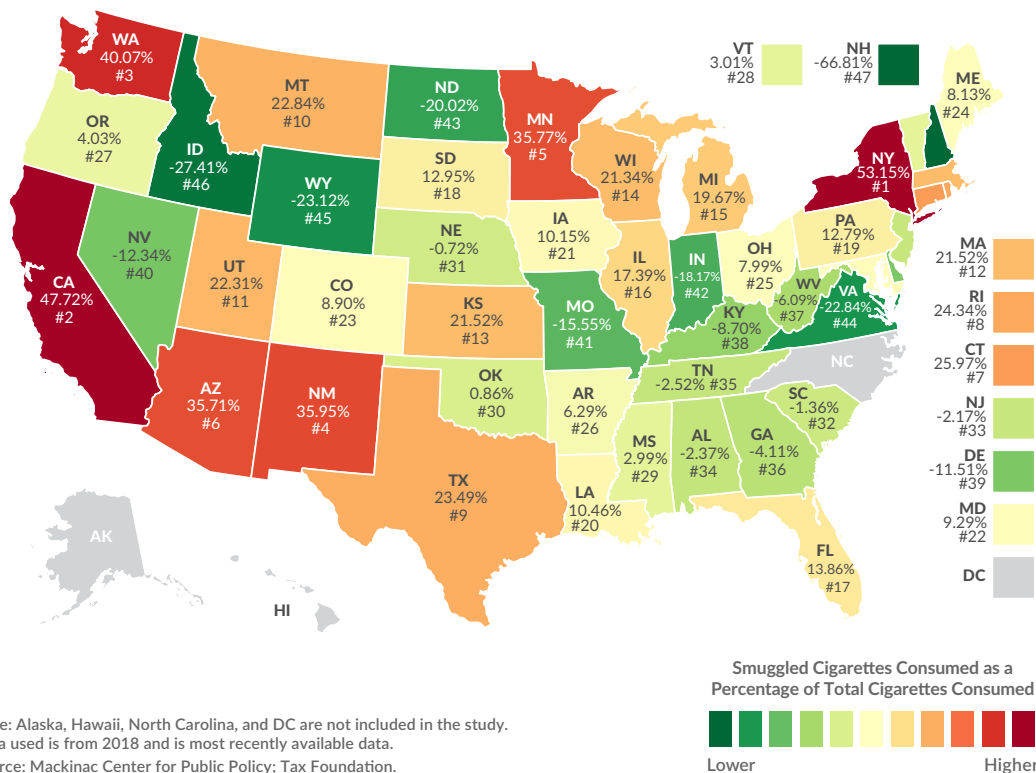 WA
40.07%
#3
MT
22.84%
#10
ND
-20.02%
#43
MN
35.77%
#5
VT
3.01%
#28
NH
-66.81%
#47
ME
8.13%
#24
OR
4.03%
#27
ID
-27.41%
#46
WY
-23.12%
#45
SD
12.95%
#18
WI
21.34%
#14
MI
19.67%
#15
NY
53.15%
#1
NV
-12.34%
#40
UT
22.31%
#11
CO
8.90%
#23
NE
-0.72%
#31
IA
10.15%
#21
IL
17.39%
#16
IN
-18.17%
#42
OH
7.99%
#25
PA
12.79%
#19
CA
47.72%
#2
KS
21.52%
#13
MO
-15.55%
#41
KY
-8.70%
#38
WV
-6.09%
#37
VA
-22.84%
#44
MA
21.52%
#12
RI
24.34%
#8
CT
25.97%
#7
NJ
-2.17%
#33
DE
-11.51%
#39
MD
9.29%
#22
DC
AZ
35.71%
#6
NM
35.95%
#4
OK
0.86%
#30
AR
6.29%
#26
TN
-2.52% #35
NC
SC
-1.36%
#32
MS
2.99%
#29
AL
-2.37%
#34
GA
-4.11%
#36
TX
23.49%
#9
LA
10.46%
#20
FL
13.86%
#17
AK
HI
Smuggled Cigarettes Consumed as a
Percentage of Total Cigarettes Consumed
Lower
Higher
e: Alaska, Hawaii, North Carolina, and DC are not included in the study.
a used is from 2018 and is most recently available data.
rce: Mackinac Center for Public Policy; Tax Foundation.